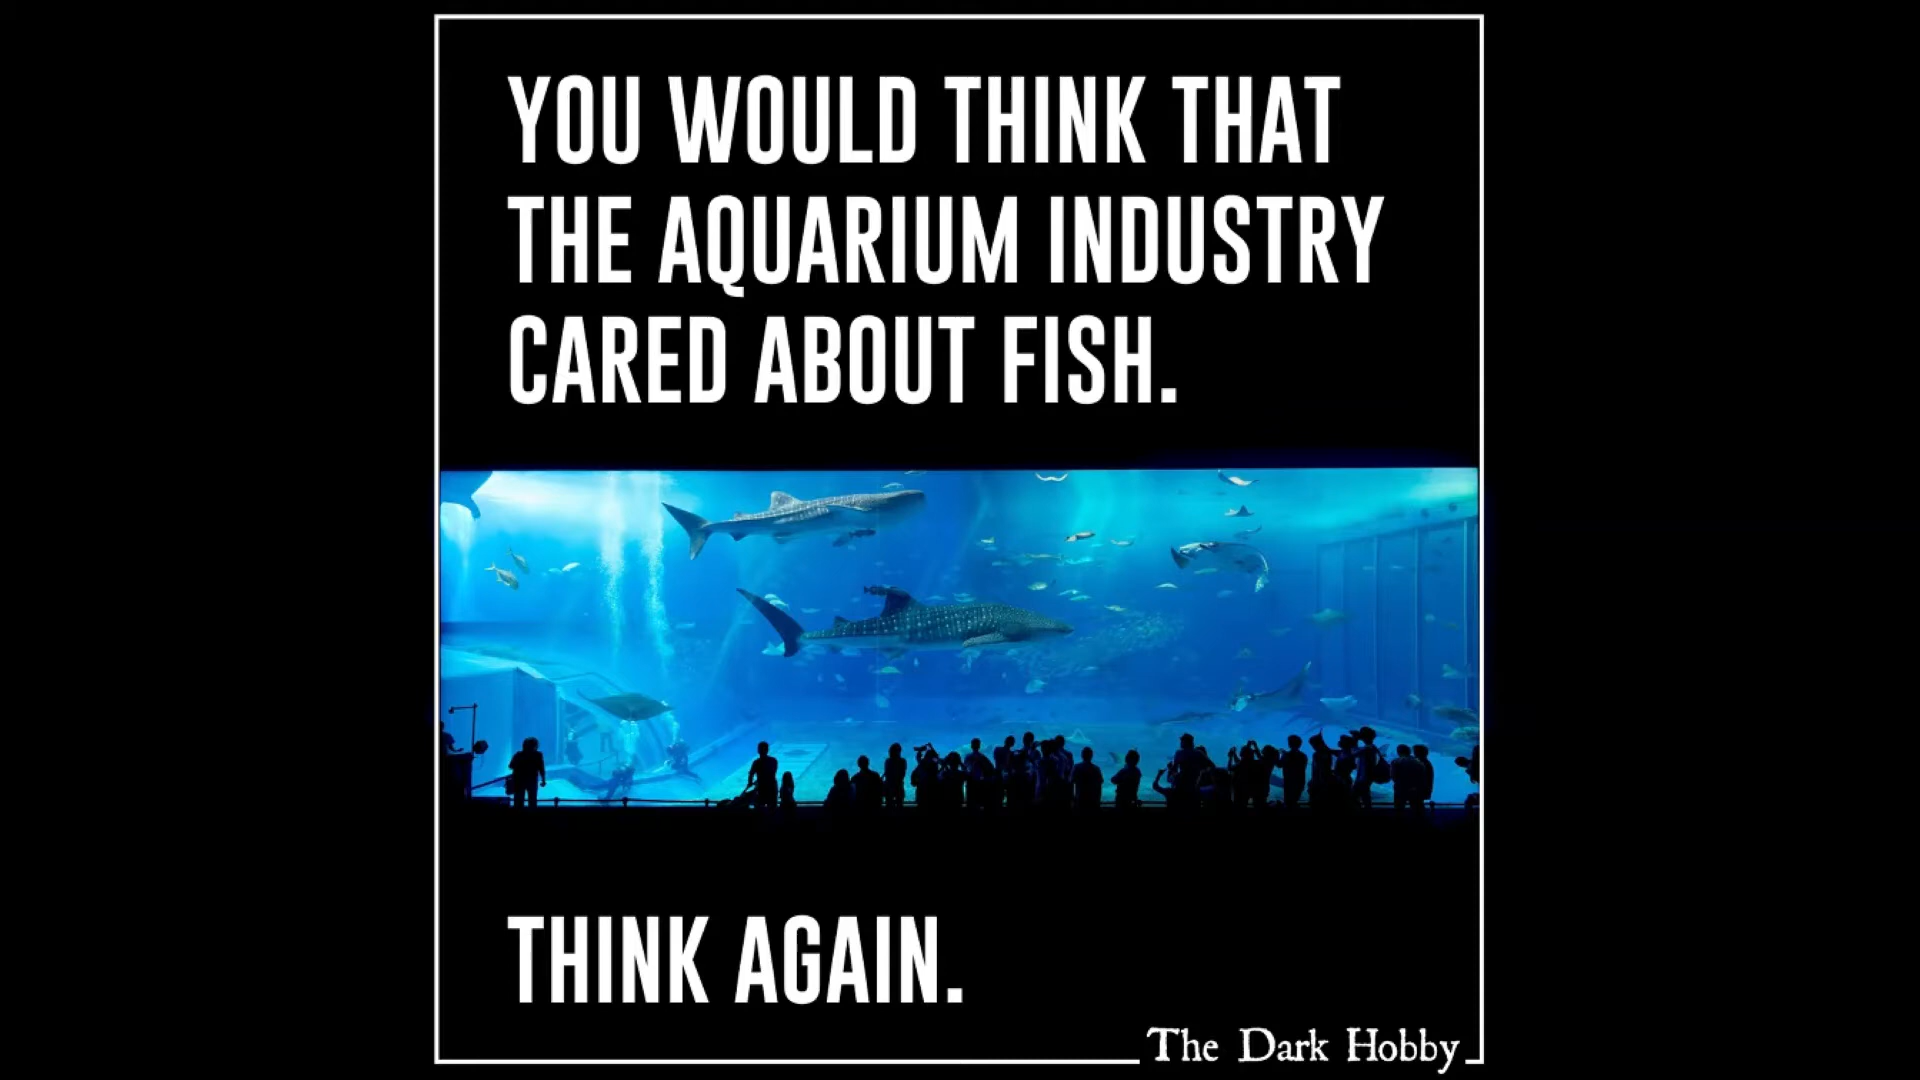 YOU WOULD THINK THAT
THE AQUARIUM INDUSTRY
CARED ABOUT FISH.
THINK AGAIN.
The Dark Hobby